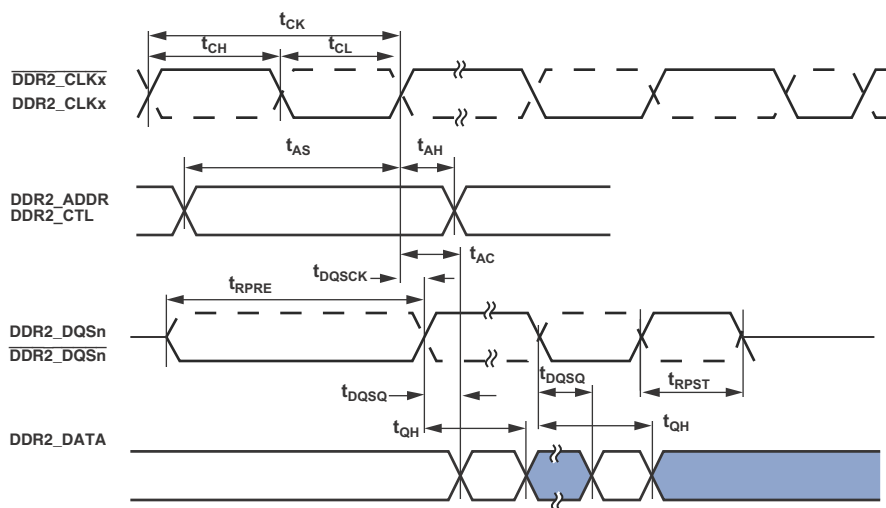 tCK
tCH
tCL
DDR2_CLKx
DDR2_CLKx
tAS
tAH
DDR2_ADDR
DDR2_CTL
tAC
tDQSCK
tRPRE
DDR2_DQSn
DDR2_DQSn
tDQSQ
tDQSQ
tRPST
tQH
tQH
DDR2_DATA